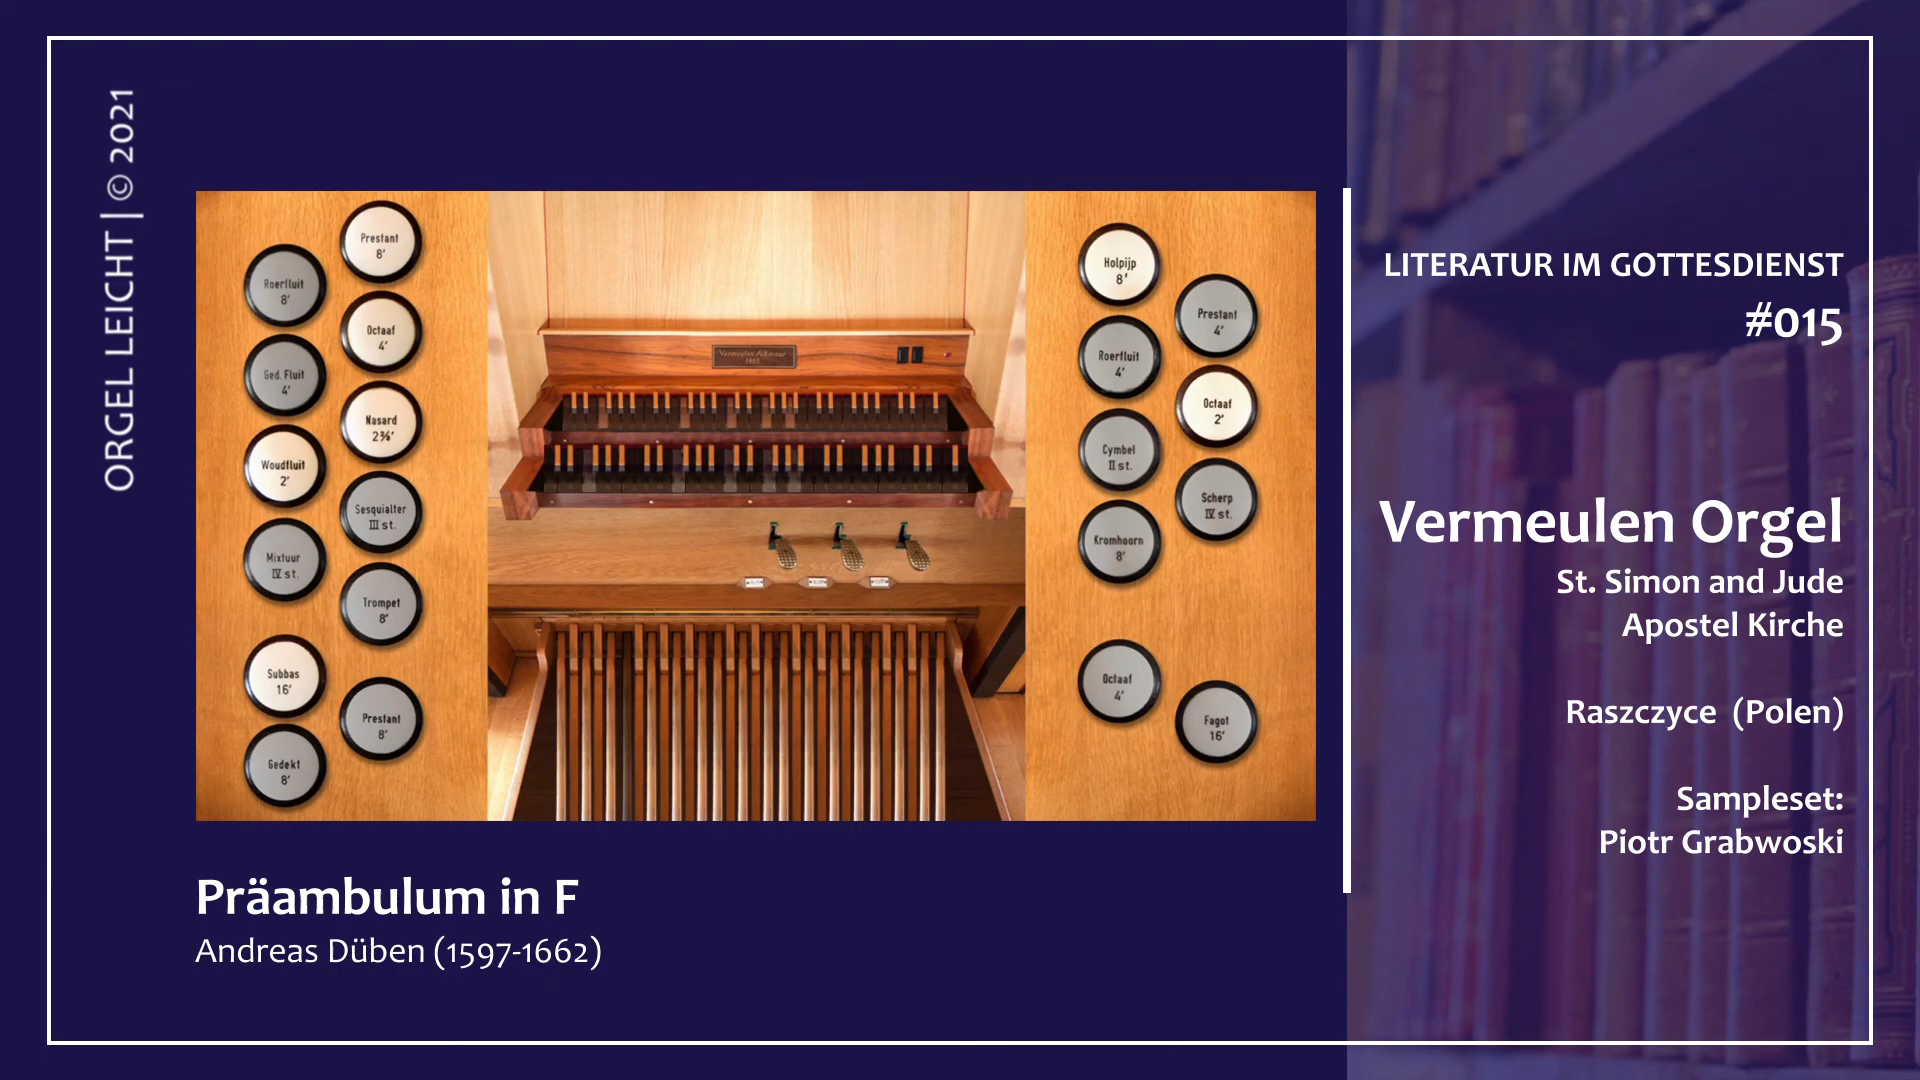 ORGEL LEICHT | © 2021
Prestant
8'
Roerfluit
8'
Octaaf
4'
Ged. Fluit
4'
Nasard
2⅔'
Woudfluit
2'
Sesquialter
III st.
Mixtuur
IV st.
Trompet
8'
Subbas
16'
Prestant
8'
Gedekt
8'
Vermeulen Alkmaar
Holpijp
8'
Prestant
4'
Roerfluit
4'
Octaaf
2'
Cymbel
II st.
Scherp
IV st.
Kromhoorn
8'
Octaaf
4'
Fagot
16'
Präambulum in F
Andreas Düben (1597-1662)
LITERATUR IM GOTTESDIENST
#015
Vermeulen Orgel
St. Simon and Jude
Apostel Kirche
Raszczyce (Polen)
Sampleset:
Piotr Grabwoski